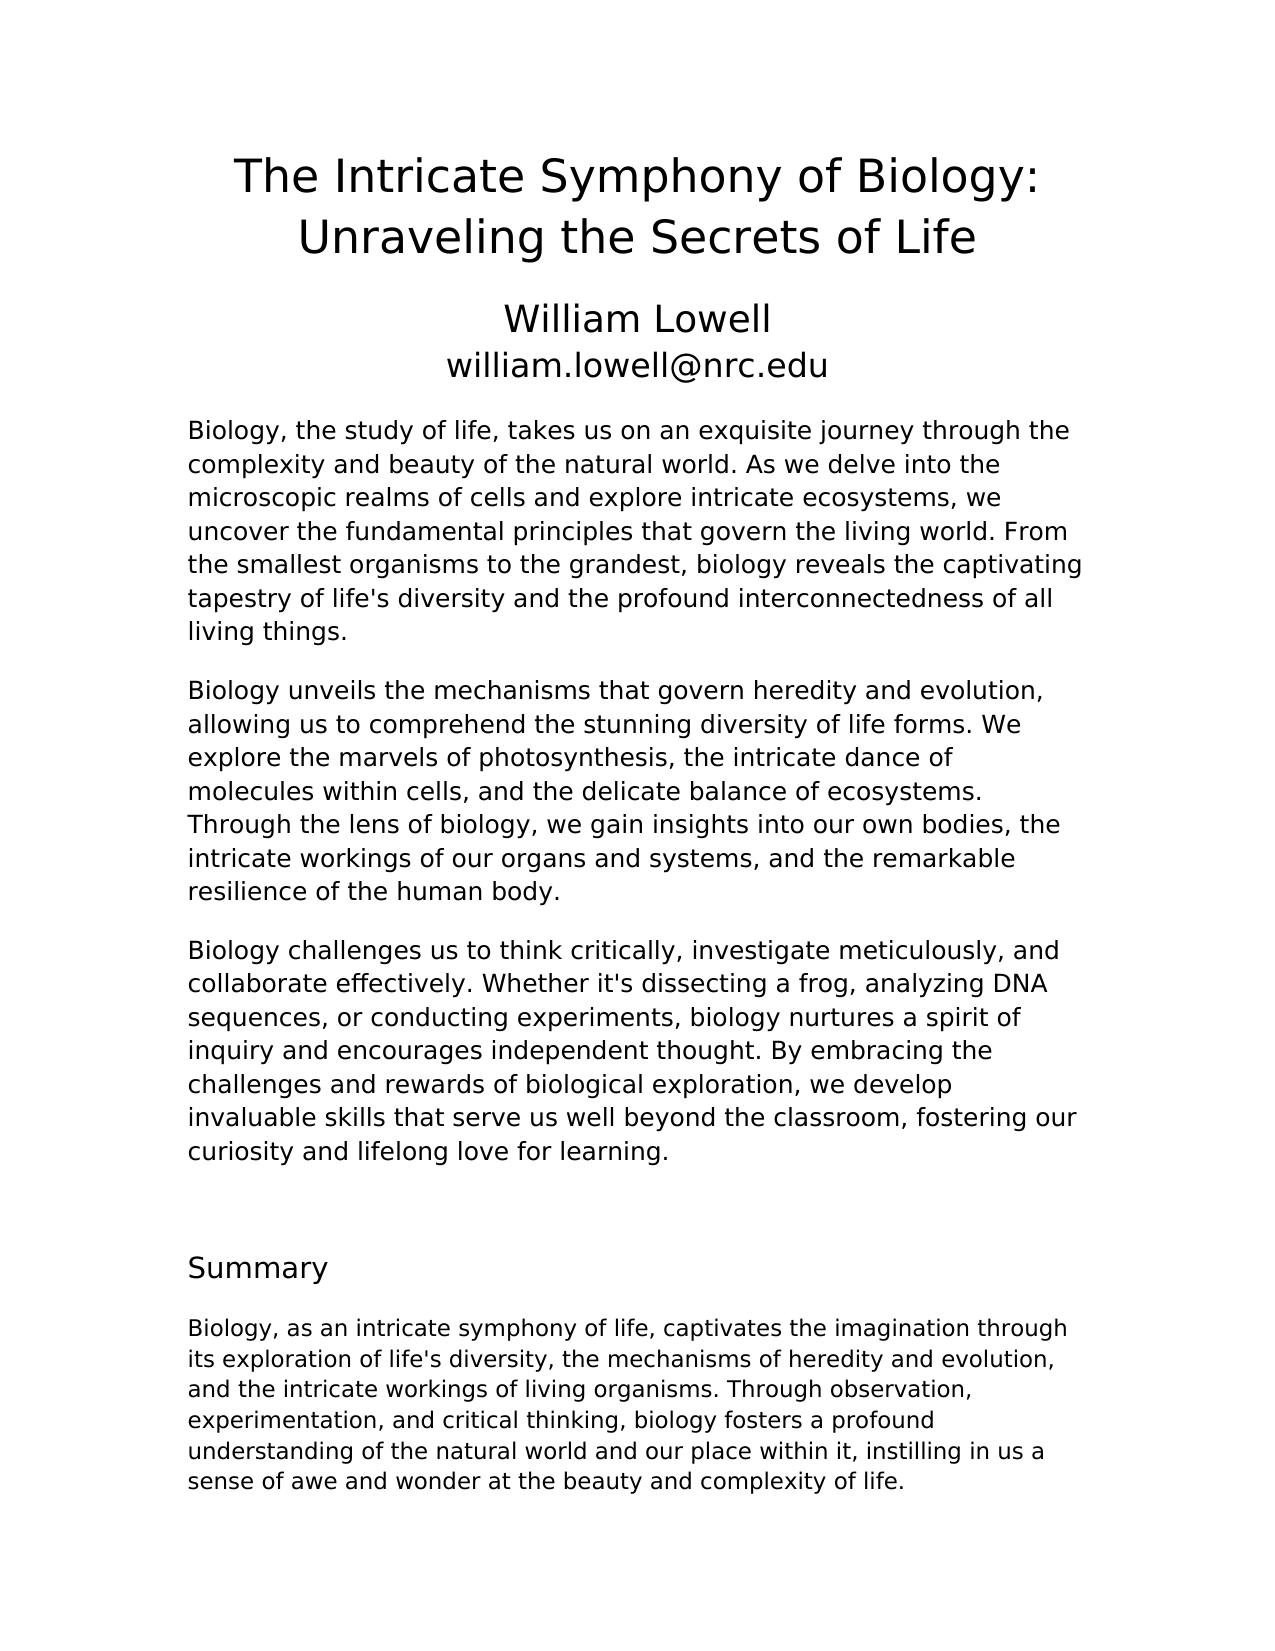 The Intricate Symphony of Biology:
Unraveling the Secrets of Life
William Lowell
william.lowell@nrc.edu
Biology, the study of life, takes us on an exquisite journey through the
complexity and beauty of the natural world. As we delve into the
microscopic realms of cells and explore intricate ecosystems, we
uncover the fundamental principles that govern the living world. From
the smallest organisms to the grandest, biology reveals the captivating
tapestry of life's diversity and the profound interconnectedness of all
living things.
Biology unveils the mechanisms that govern heredity and evolution,
allowing us to comprehend the stunning diversity of life forms. We
explore the marvels of photosynthesis, the intricate dance of
molecules within cells, and the delicate balance of ecosystems.
Through the lens of biology, we gain insights into our own bodies, the
intricate workings of our organs and systems, and the remarkable
resilience of the human body.
Biology challenges us to think critically, investigate meticulously, and
collaborate effectively. Whether it's dissecting a frog, analyzing DNA
sequences, or conducting experiments, biology nurtures a spirit of
inquiry and encourages independent thought. By embracing the
challenges and rewards of biological exploration, we develop
invaluable skills that serve us well beyond the classroom, fostering our
curiosity and lifelong love for learning.
Summary
Biology, as an intricate symphony of life, captivates the imagination through
its exploration of life's diversity, the mechanisms of heredity and evolution,
and the intricate workings of living organisms. Through observation,
experimentation, and critical thinking, biology fosters a profound
understanding of the natural world and our place within it, instilling in us a
sense of awe and wonder at the beauty and complexity of life.